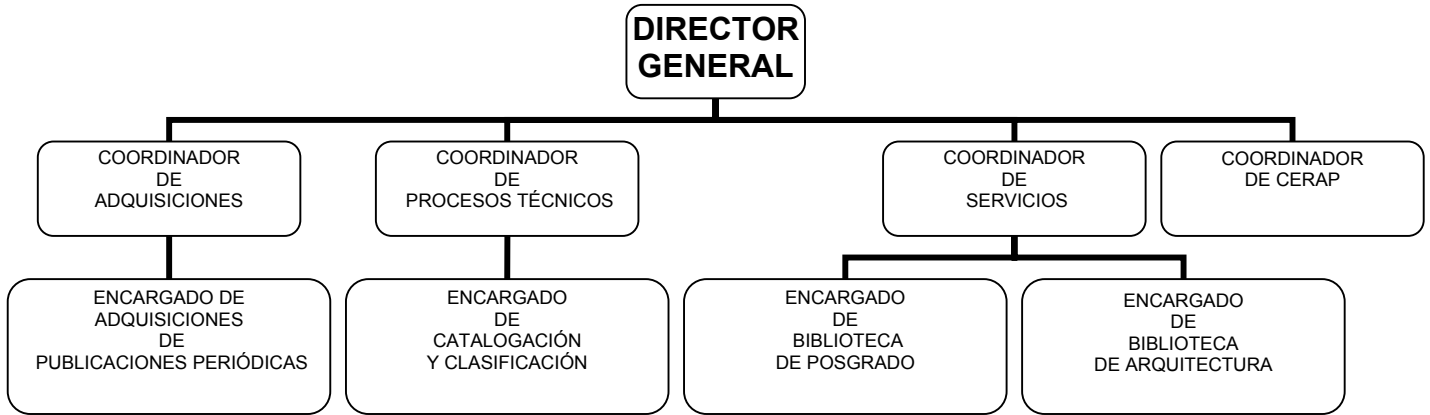 DIRECTOR
GENERAL
COORDINADOR
DE
ADQUISICIONES
COORDINADOR
DE
PROCESOS TÉCNICOS
COORDINADOR
DE
SERVICIOS
COORDINADOR
DE CERAP
ENCARGADO DE
ADQUISICIONES
DE
PUBLICACIONES PERIÓDICAS
ENCARGADO
DE
CATALOGACIÓN
Y CLASIFICACIÓN
ENCARGADO
DE
BIBLIOTECA
DE POSGRADO
ENCARGADO
DE
BIBLIOTECA
DE ARQUITECTURA